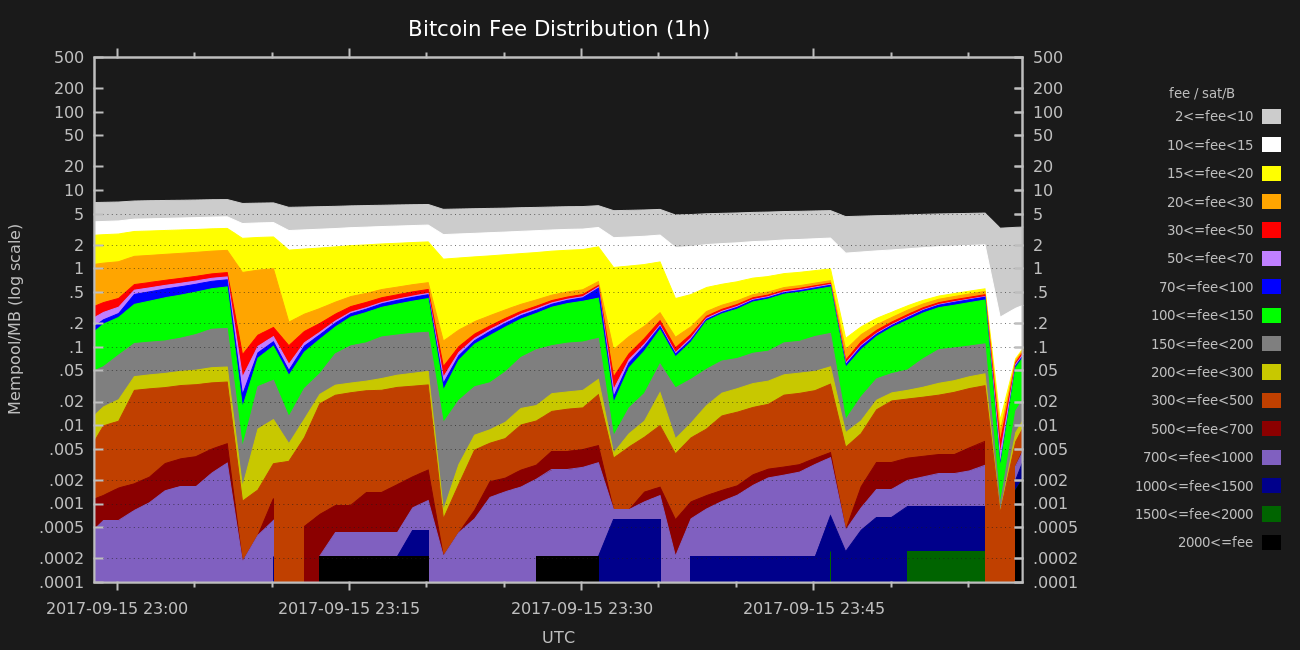 Bitcoin Fee Distribution (1h)
Mempool/MB (log scale)
500
200
100
50
20
10
5
2
1
.5
.2
.1
.05
.02
.01
.005
.002
.001
.0005
.0002
.0001
500
200
100
50
20
10
5
2
1
.5
.2
.1
.05
.02
.01
.005
.002
.001
.0005
.0002
.0001
2017-09-15 23:00 2017-09-15 23:15 2017-09-15 23:30 2017-09-15 23:45
UTC
fee / sat/B
2<=fee<10
10<=fee<15
15<=fee<20
20<=fee<30
30<=fee<50
50<=fee<70
70<=fee<100
100<=fee<150
150<=fee<200
200<=fee<300
300<=fee<500
500<=fee<700
700<=fee<1000
1000<=fee<1500
1500<=fee<2000
2000<=fee